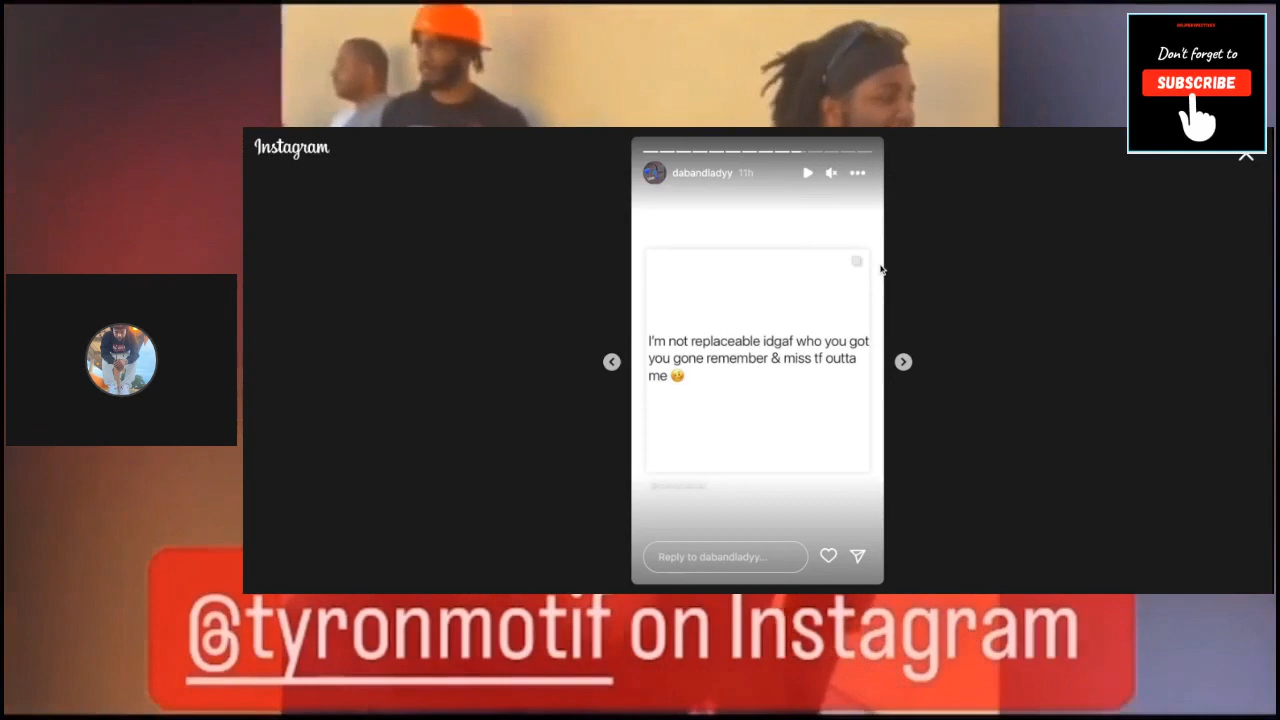 Don't forget to
SUBSCRIBE
Instagram
dabandladyy 11h
I'm not replaceable idgaf who you got
you gone remember & miss tf outta
me 🥴
Reply to dabandladyy...
@tyronmotif on Instagram